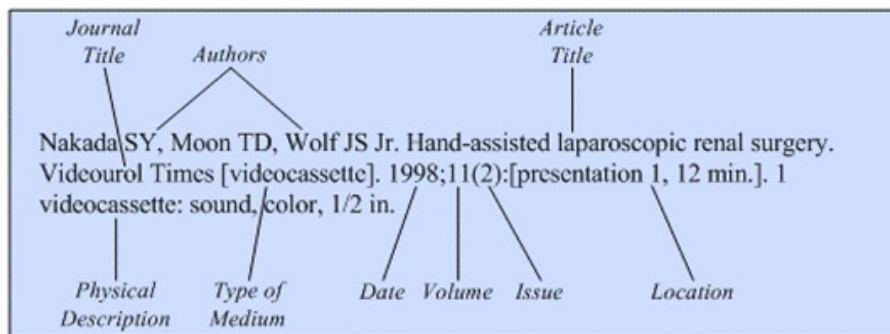 Journal Title
Authors
Article Title
Nakada SY, Moon TD, Wolf JS Jr. Hand-assisted laparoscopic renal surgery.
Videourol Times [videocassette]. 1998;11(2):[presentation 1, 12 min.]. 1
videocassette: sound, color, 1/2 in.
Physical Description
Type of Medium
Date
Volume
Issue
Location